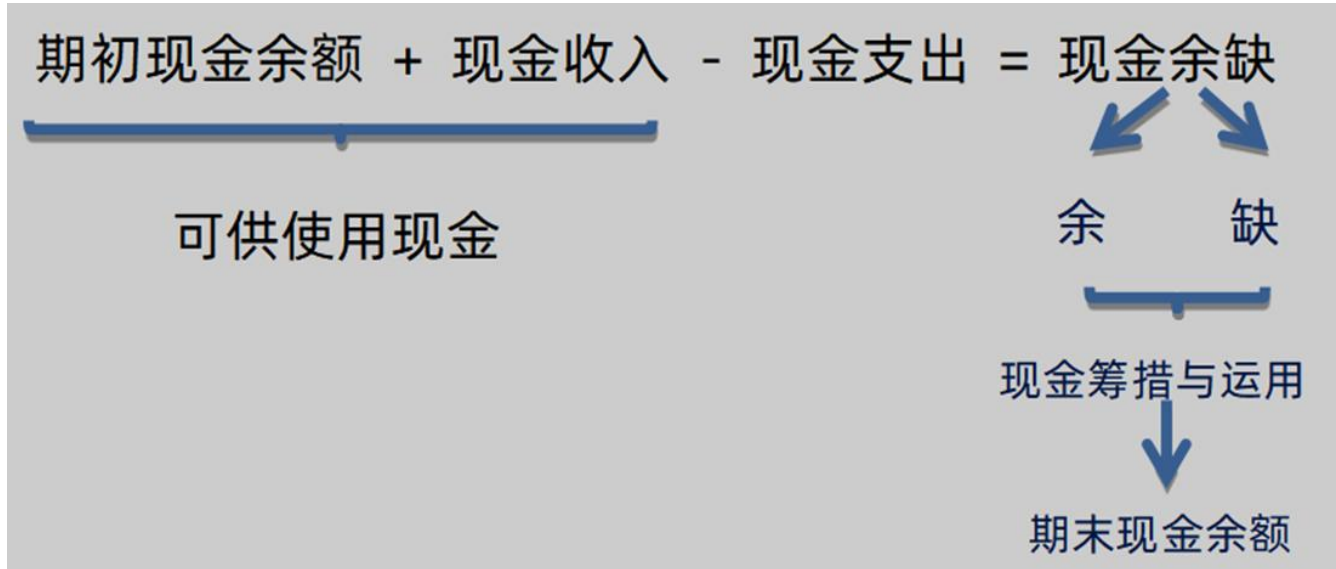 期初现金余额 + 现金收入 - 现金支出 = 现金余缺
可供使用现金
余 缺
现金筹措与运用
期末现金余额